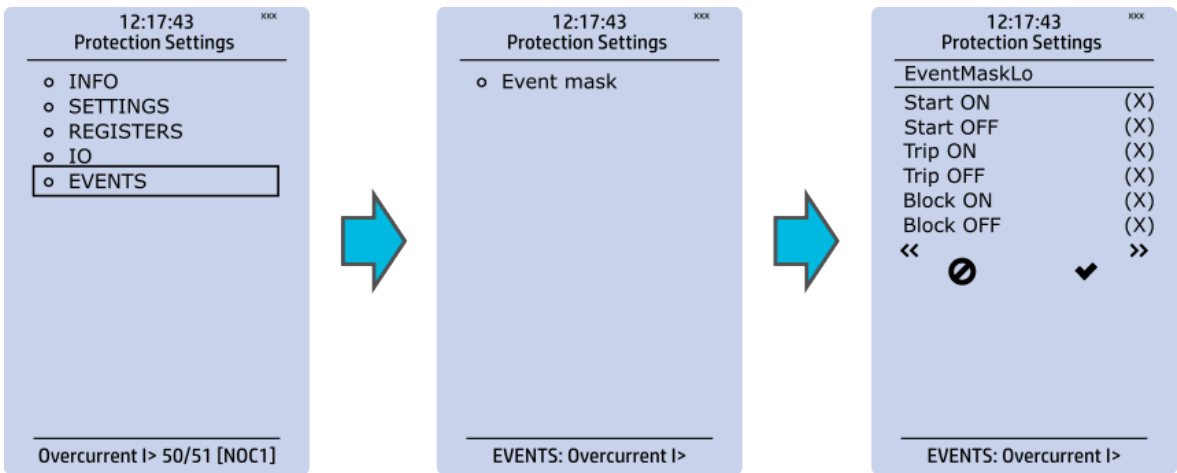 12:17:43 xxx
Protection Settings
INFO
SETTINGS
REGISTERS
IO
EVENTS
Overcurrent I> 50/51 [NOC1]
12:17:43 xxx
Protection Settings
Event mask
EVENTS: Overcurrent I>
12:17:43 xxx
Protection Settings
EventMaskLo
Start ON (X)
Start OFF (X)
Trip ON (X)
Trip OFF (X)
Block ON (X)
Block OFF (X)
<< >>
EVENTS: Overcurrent I>